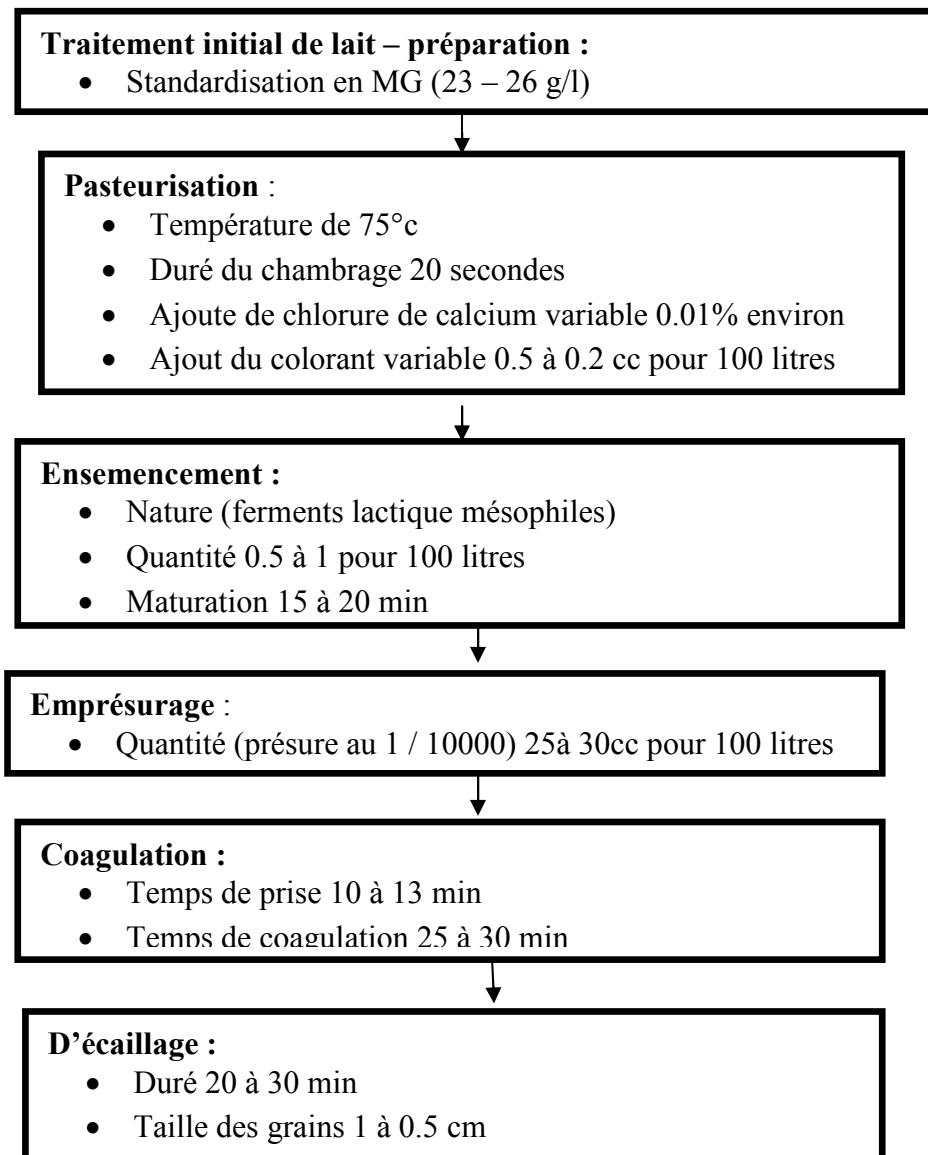 Traitement initial de lait – préparation :
• Standardisation en MG (23 – 26 g/l)
Pasteurisation :
• Température de 75°c
• Duré du chambrage 20 secondes
• Ajoute de chlorure de calcium variable 0.01% environ
• Ajout du colorant variable 0.5 à 0.2 cc pour 100 litres
Ensemencement :
• Nature (ferments lactique mésophiles)
• Quantité 0.5 à 1 pour 100 litres
• Maturation 15 à 20 min
Emprésurage :
• Quantité (présure au 1 / 10000) 25à 30cc pour 100 litres
Coagulation :
• Temps de prise 10 à 13 min
• Temps de coagulation 25 à 30 min
D’écaillage :
• Duré 20 à 30 min
• Taille des grains 1 à 0.5 cm